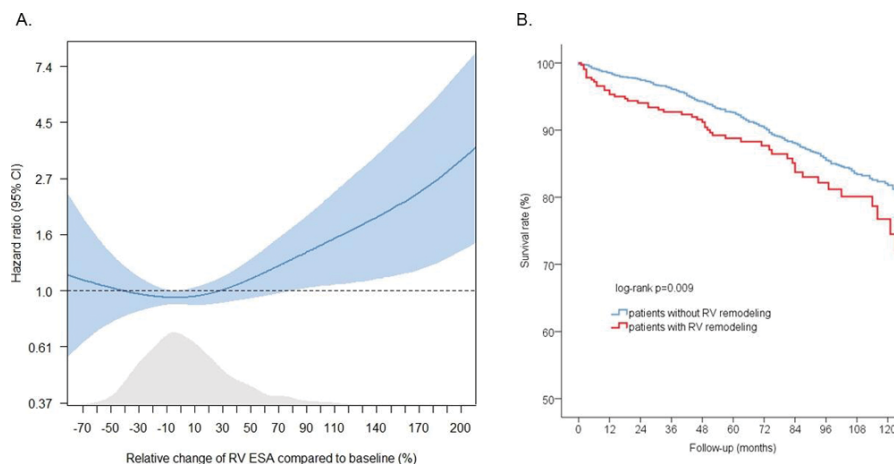 A.
B.
7.4
4.5
2.7
1.6
1.0
0.61
0.37
Hazard ratio (95% CI)
-70 -50 -30 -10 10 30 50 70 90 110 140 170 200
Relative change of RV ESA compared to baseline (%)
100
90
80
70
60
50
Survival rate (%)
log-rank p=0.009
patients without RV remodeling
patients with RV remodeling
0 12 24 36 48 60 72 84 96 108 120
Follow-up (months)